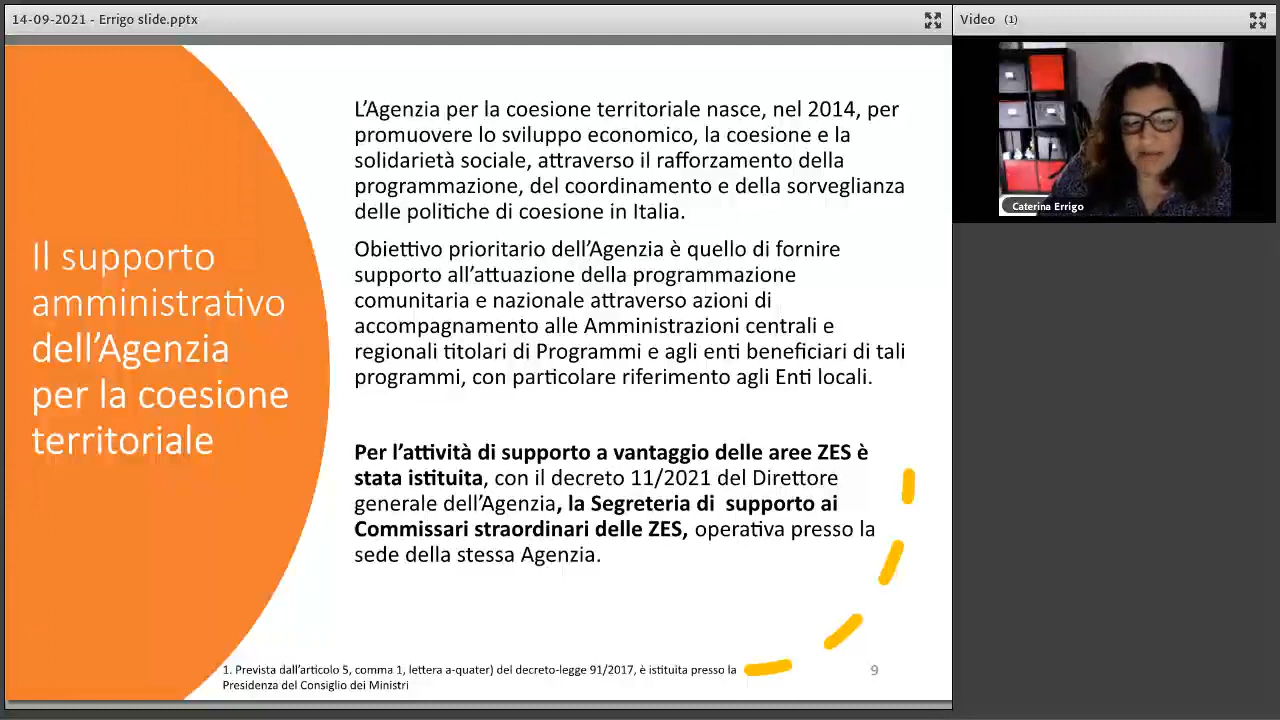 14-09-2021 - Errigo slide.pptx
Video (1)
Caterina Errigo
Il supporto
amministrativo
dell’Agenzia
per la coesione
territoriale
L’Agenzia per la coesione territoriale nasce, nel 2014, per
promuovere lo sviluppo economico, la coesione e la
solidarietà sociale, attraverso il rafforzamento della
programmazione, del coordinamento e della sorveglianza
delle politiche di coesione in Italia.
Obiettivo prioritario dell’Agenzia è quello di fornire
supporto all’attuazione della programmazione
comunitaria e nazionale attraverso azioni di
accompagnamento alle Amministrazioni centrali e
regionali titolari di Programmi e agli enti beneficiari di tali
programmi, con particolare riferimento agli Enti locali.
Per l’attività di supporto a vantaggio delle aree ZES è
stata istituita, con il decreto 11/2021 del Direttore
generale dell’Agenzia, la Segreteria di supporto ai
Commissari straordinari delle ZES, operativa presso la
sede della stessa Agenzia.
1. Prevista dall’articolo 5, comma 1, lettera a-quater) del decreto-legge 91/2017, è istituita presso la
Presidenza del Consiglio dei Ministri
9